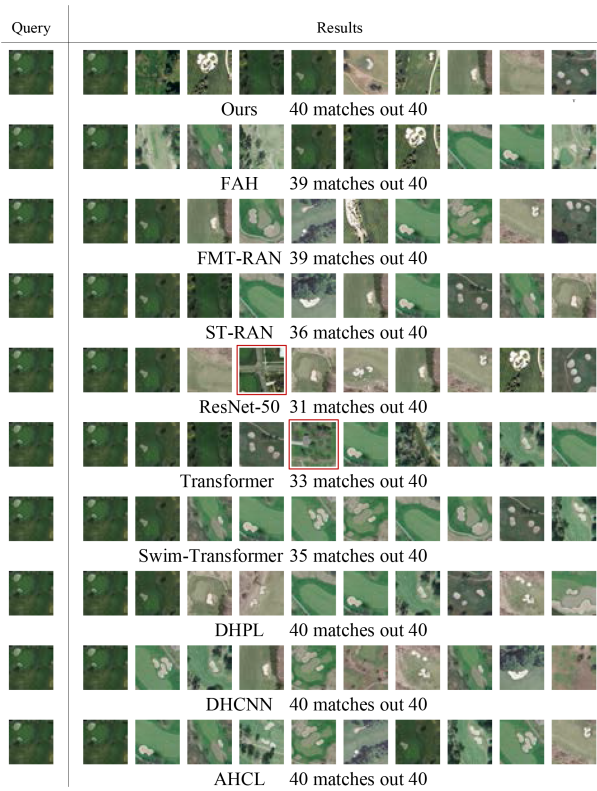 Query Results
Ours 40 matches out 40
FAH 39 matches out 40
FMT-RAN 39 matches out 40
ST-RAN 36 matches out 40
ResNet-50 31 matches out 40
Transformer 33 matches out 40
Swim-Transformer 35 matches out 40
DHPL 40 matches out 40
DHCNN 40 matches out 40
AHCL 40 matches out 40